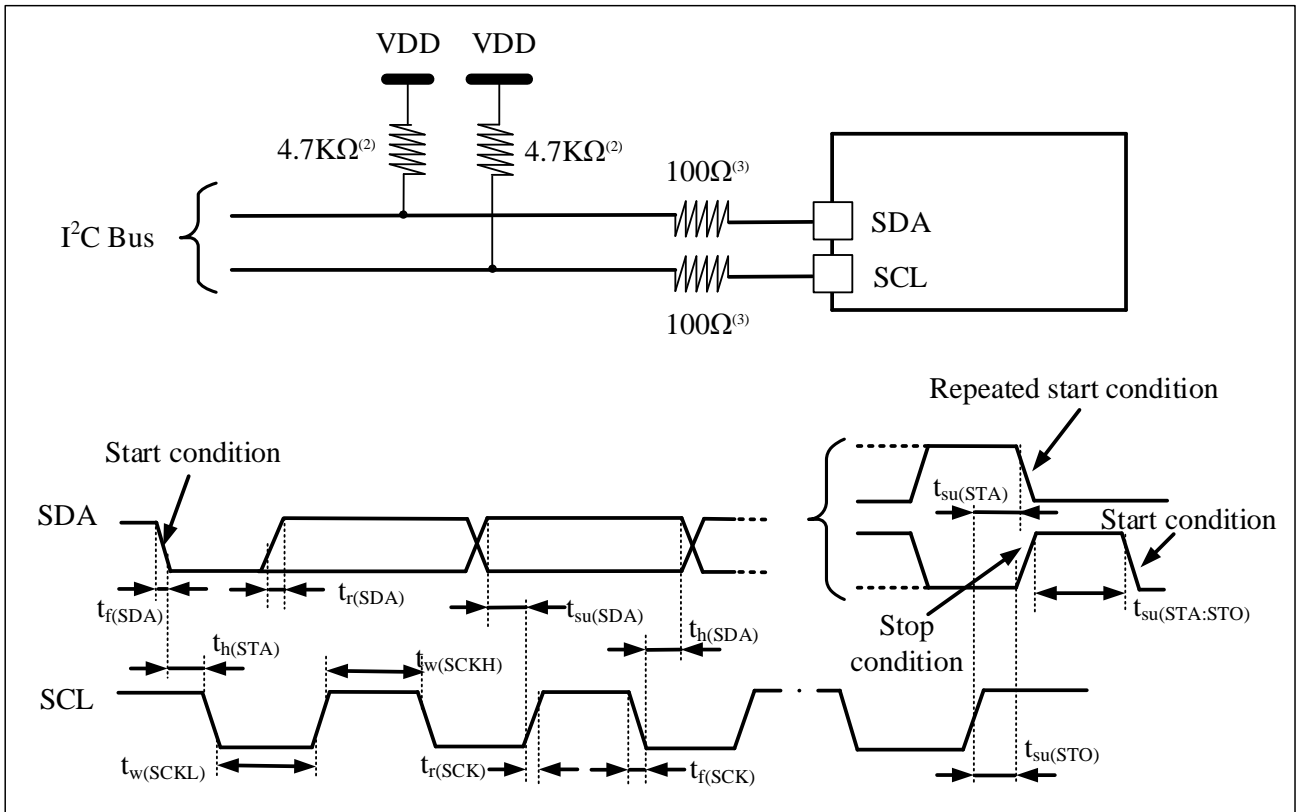 VDD VDD
4.7KΩ(2) 4.7KΩ(2)
100Ω(3)
I2C Bus
SDA
SCL
100Ω(3)
Repeated start condition
Start condition
tsu(STA)
SDA
Start condition
tf(SDA)
tr(SDA)
tsu(SDA)
th(SDA)
Stop
condition
tsu(STA:STO)
th(STA)
tw(SCKH)
SCL
tw(SCKL)
tr(SCK)
tf(SCK)
tsu(STO)